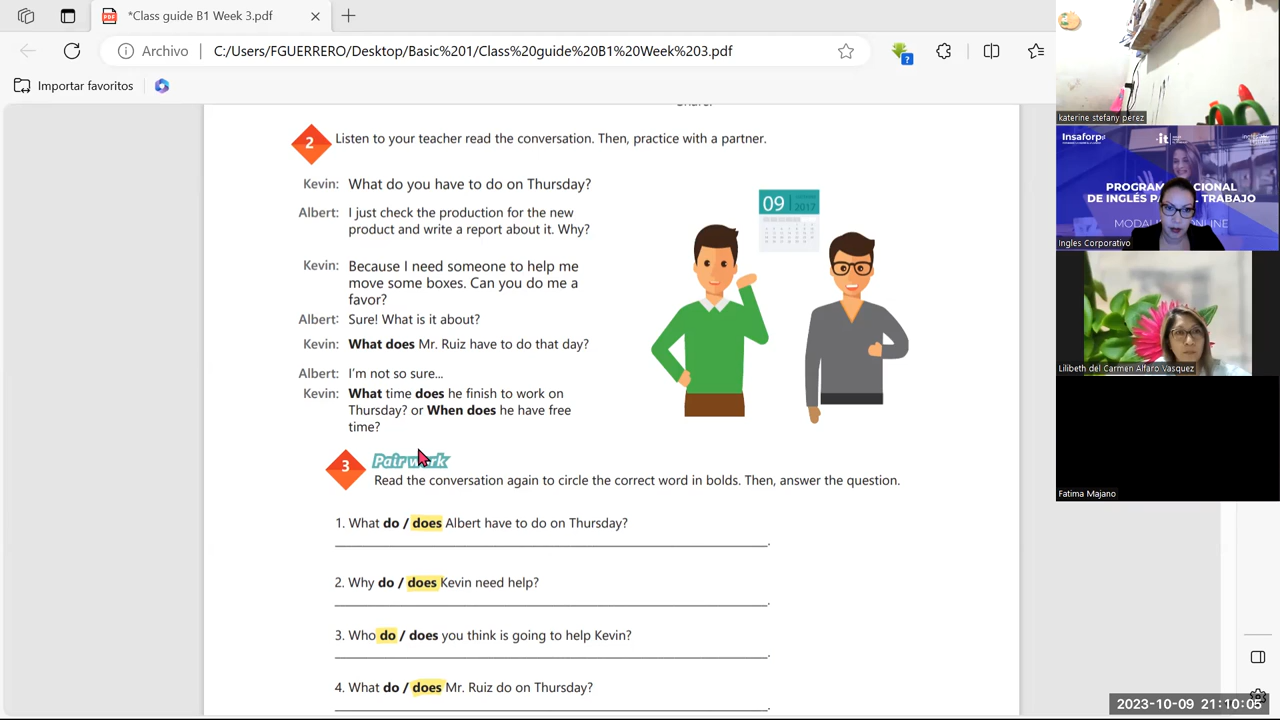 *Class guide B1 Week 3.pdf
Archivo
C:/Users/FGUERRERO/Desktop/Basic%201/Class%20guide%20B1%20Week%203.pdf
Importar favoritos
2
Listen to your teacher read the conversation. Then, practice with a partner.
Kevin: What do you have to do on Thursday?
Albert: I just check the production for the new
product and write a report about it. Why?
Kevin: Because I need someone to help me
move some boxes. Can you do me a
favor?
Albert: Sure! What is it about?
Kevin: What does Mr. Ruiz have to do that day?
Albert: I'm not so sure...
Kevin: What time does he finish to work on
Thursday? or When does he have free
time?
09
2017
3
Pair work
Read the conversation again to circle the correct word in bolds. Then, answer the question.
1. What do / does Albert have to do on Thursday?
2. Why do / does Kevin need help?
3. Who do / does you think is going to help Kevin?
4. What do / does Mr. Ruiz do on Thursday?
katerine stefany perez
Insaforp
it
DE INGLÉS PA L TRABAJO
Ingles Corporativo
Lilibeth del Carmen Alfaro Vasquez
Fatima Majano
2023-10-09 21:10:05